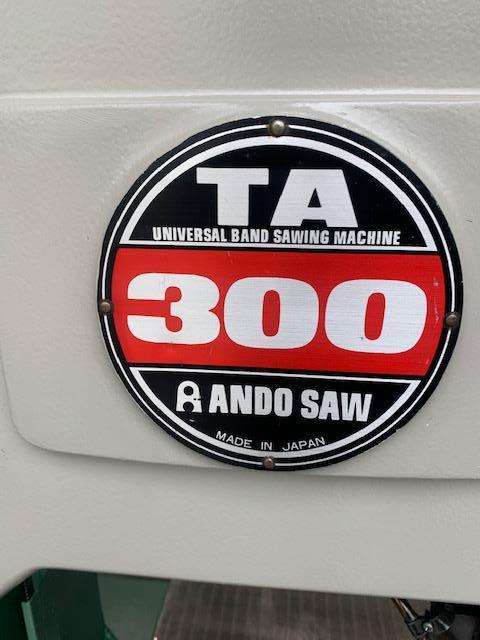 TA
UNIVERSAL BAND SAWING MACHINE
300
ANDO SAW
MADE IN JAPAN